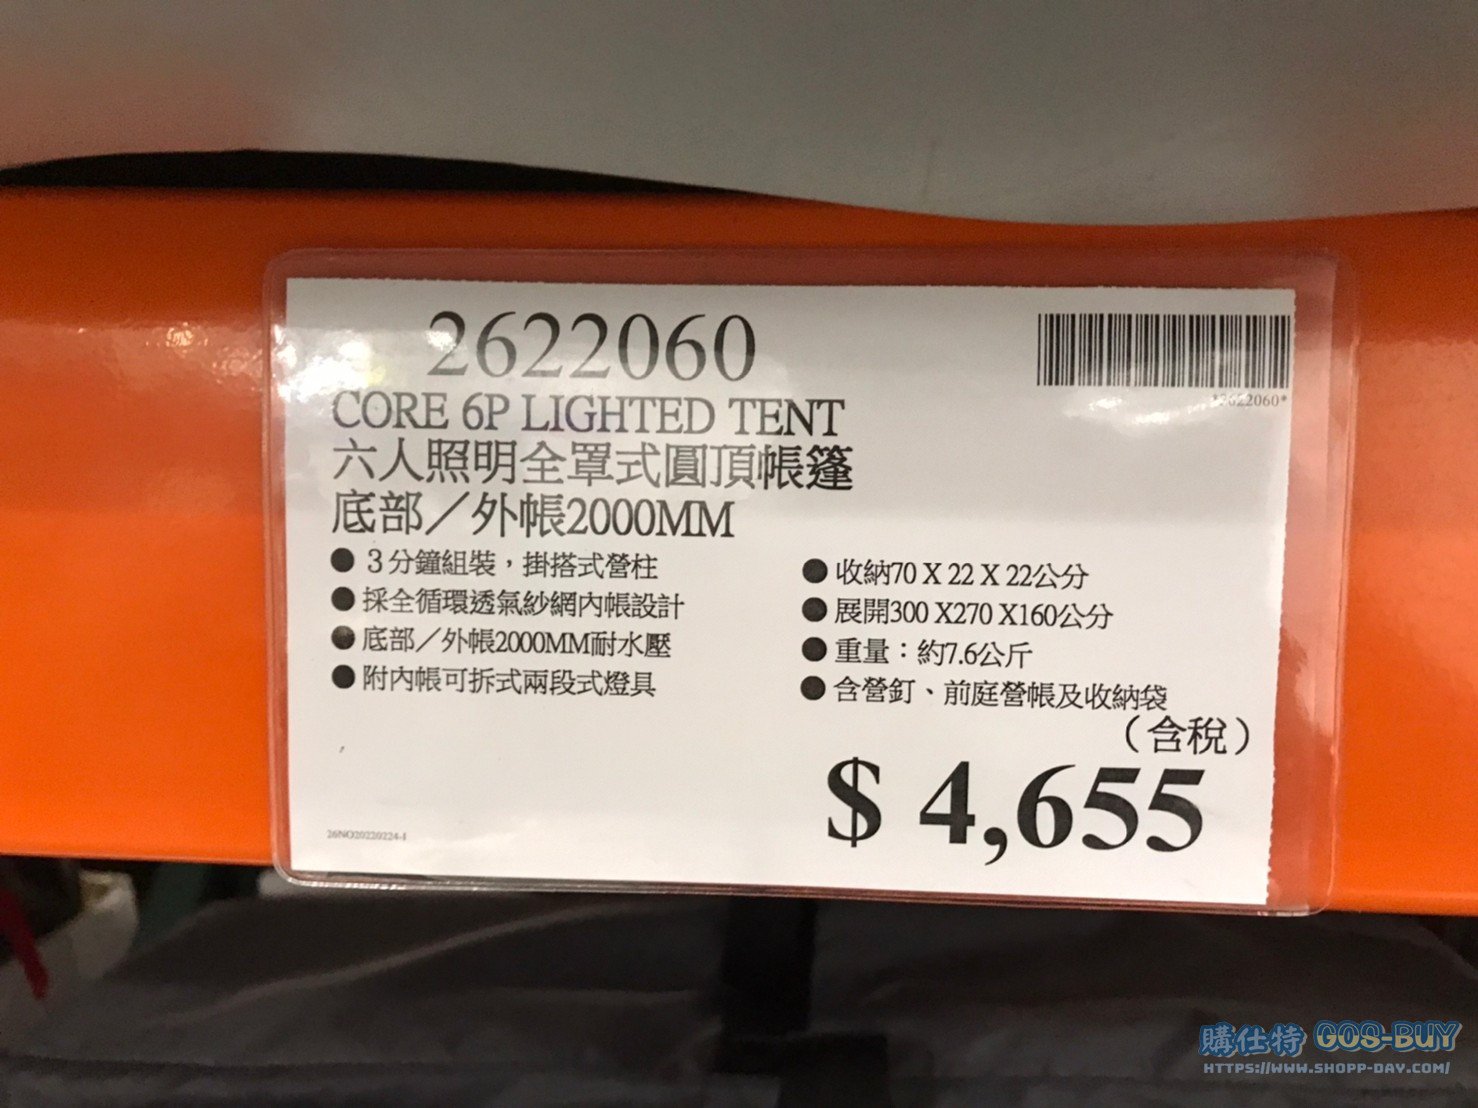 2622060
*2622060*
CORE 6P LIGHTED TENT
六人照明全罩式圓頂帳篷
底部／外帳2000MM
● 3分鐘組裝，掛搭式營柱
● 採全循環透氣紗網內帳設計
● 底部／外帳2000MM耐水壓
● 附內帳可拆式兩段式燈具
● 收納70 X 22 X 22公分
● 展開300 X270 X160公分
● 重量：約7.6公斤
● 含營釘、前庭營帳及收納袋
（含稅）
$ 4,655
26NO20220224-1
購仕特 GOS-BUY
HTTPS://WWW.SHOPP-DAY.COM/